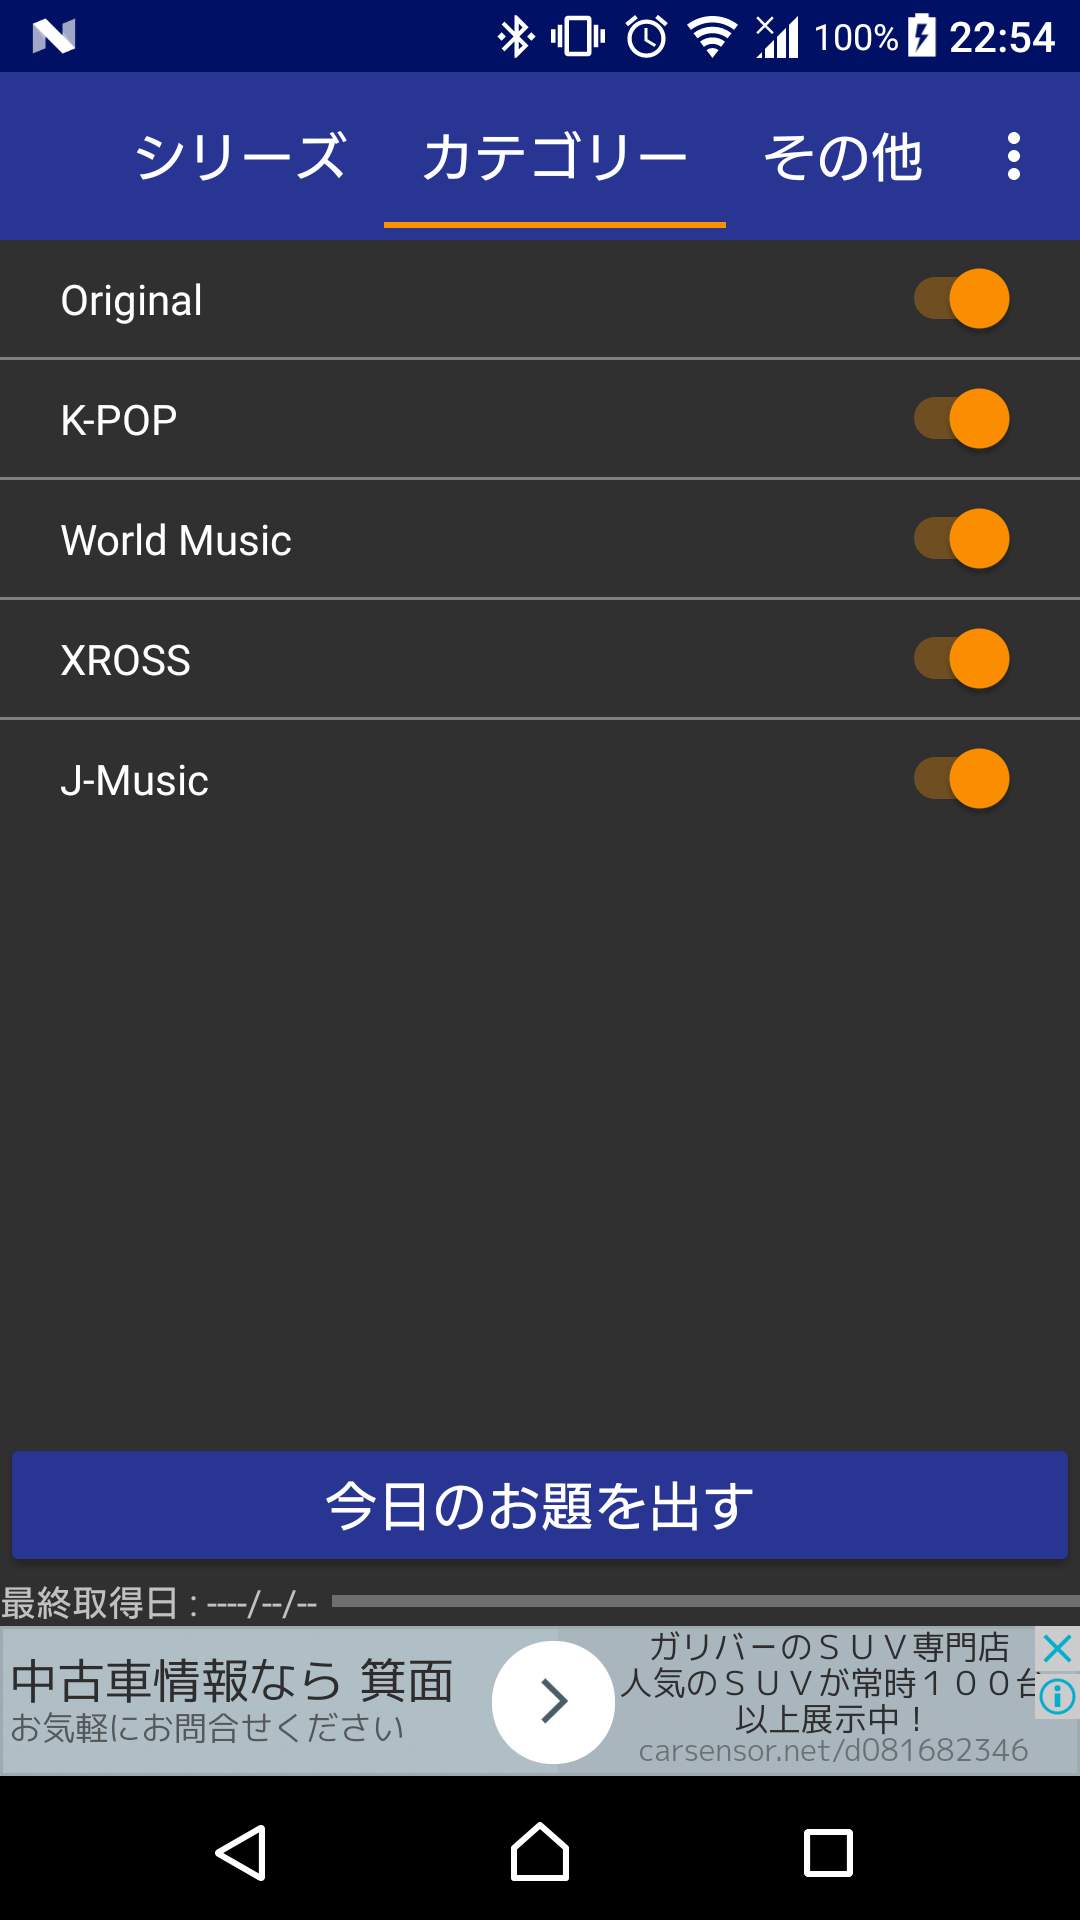 100% 22:54
シリーズ カテゴリー その他
Original
K-POP
World Music
XROSS
J-Music
今日のお題を出す
最終取得日 : ----/--/--
中古車情報なら 箕面
お気軽にお問合せください
ガリバーのＳＵＶ専門店
人気のＳＵＶが常時１００台
以上展示中！
carsensor.net/d081682346